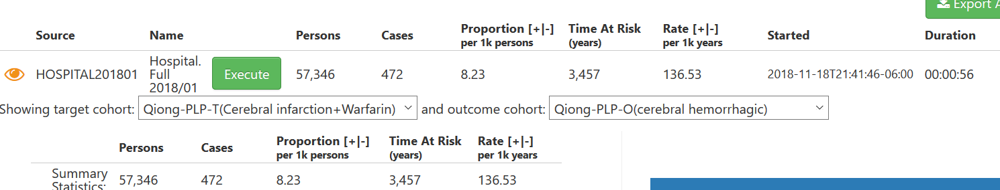 Export A
Source Name Persons Cases Proportion [+|-] per 1k persons Time At Risk (years) Rate [+|-] per 1k years Started Duration
HOSPITAL201801 Hospital. Full 2018/01 Execute 57,346 472 8.23 3,457 136.53 2018-11-18T21:41:46-06:00 00:00:56
Showing target cohort: Qiong-PLP-T(Cerebral infarction+Warfarin) and outcome cohort: Qiong-PLP-O(cerebral hemorrhagic)
Persons Cases Proportion [+|-] per 1k persons Time At Risk (years) Rate [+|-] per 1k years
Summary Statistics: 57,346 472 8.23 3,457 136.53